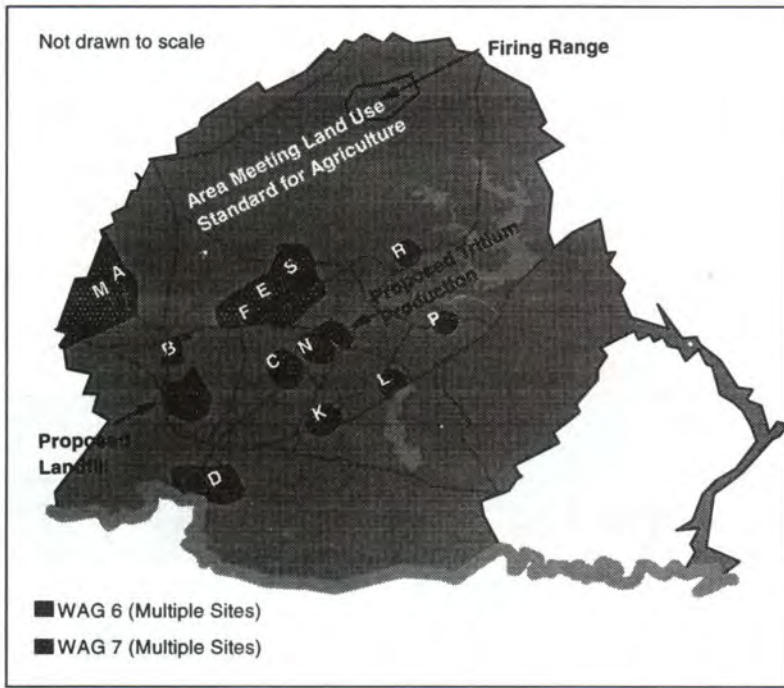 Not drawn to scale
Firing Range
Area Meeting Land Use
Standard for Agriculture
M A
F E S
R
Proposed Tritium
Production
P
B
C
N
L
K
Proposed
Landfill
D
WAG 6 (Multiple Sites)
WAG 7 (Multiple Sites)